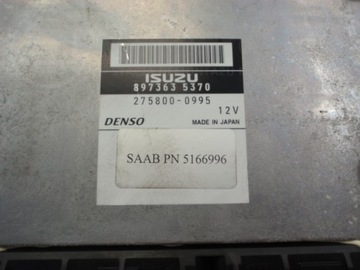 ISUZU
897363 5370
275800-0995
12V
DENSO MADE IN JAPAN
SAAB PN 5166996